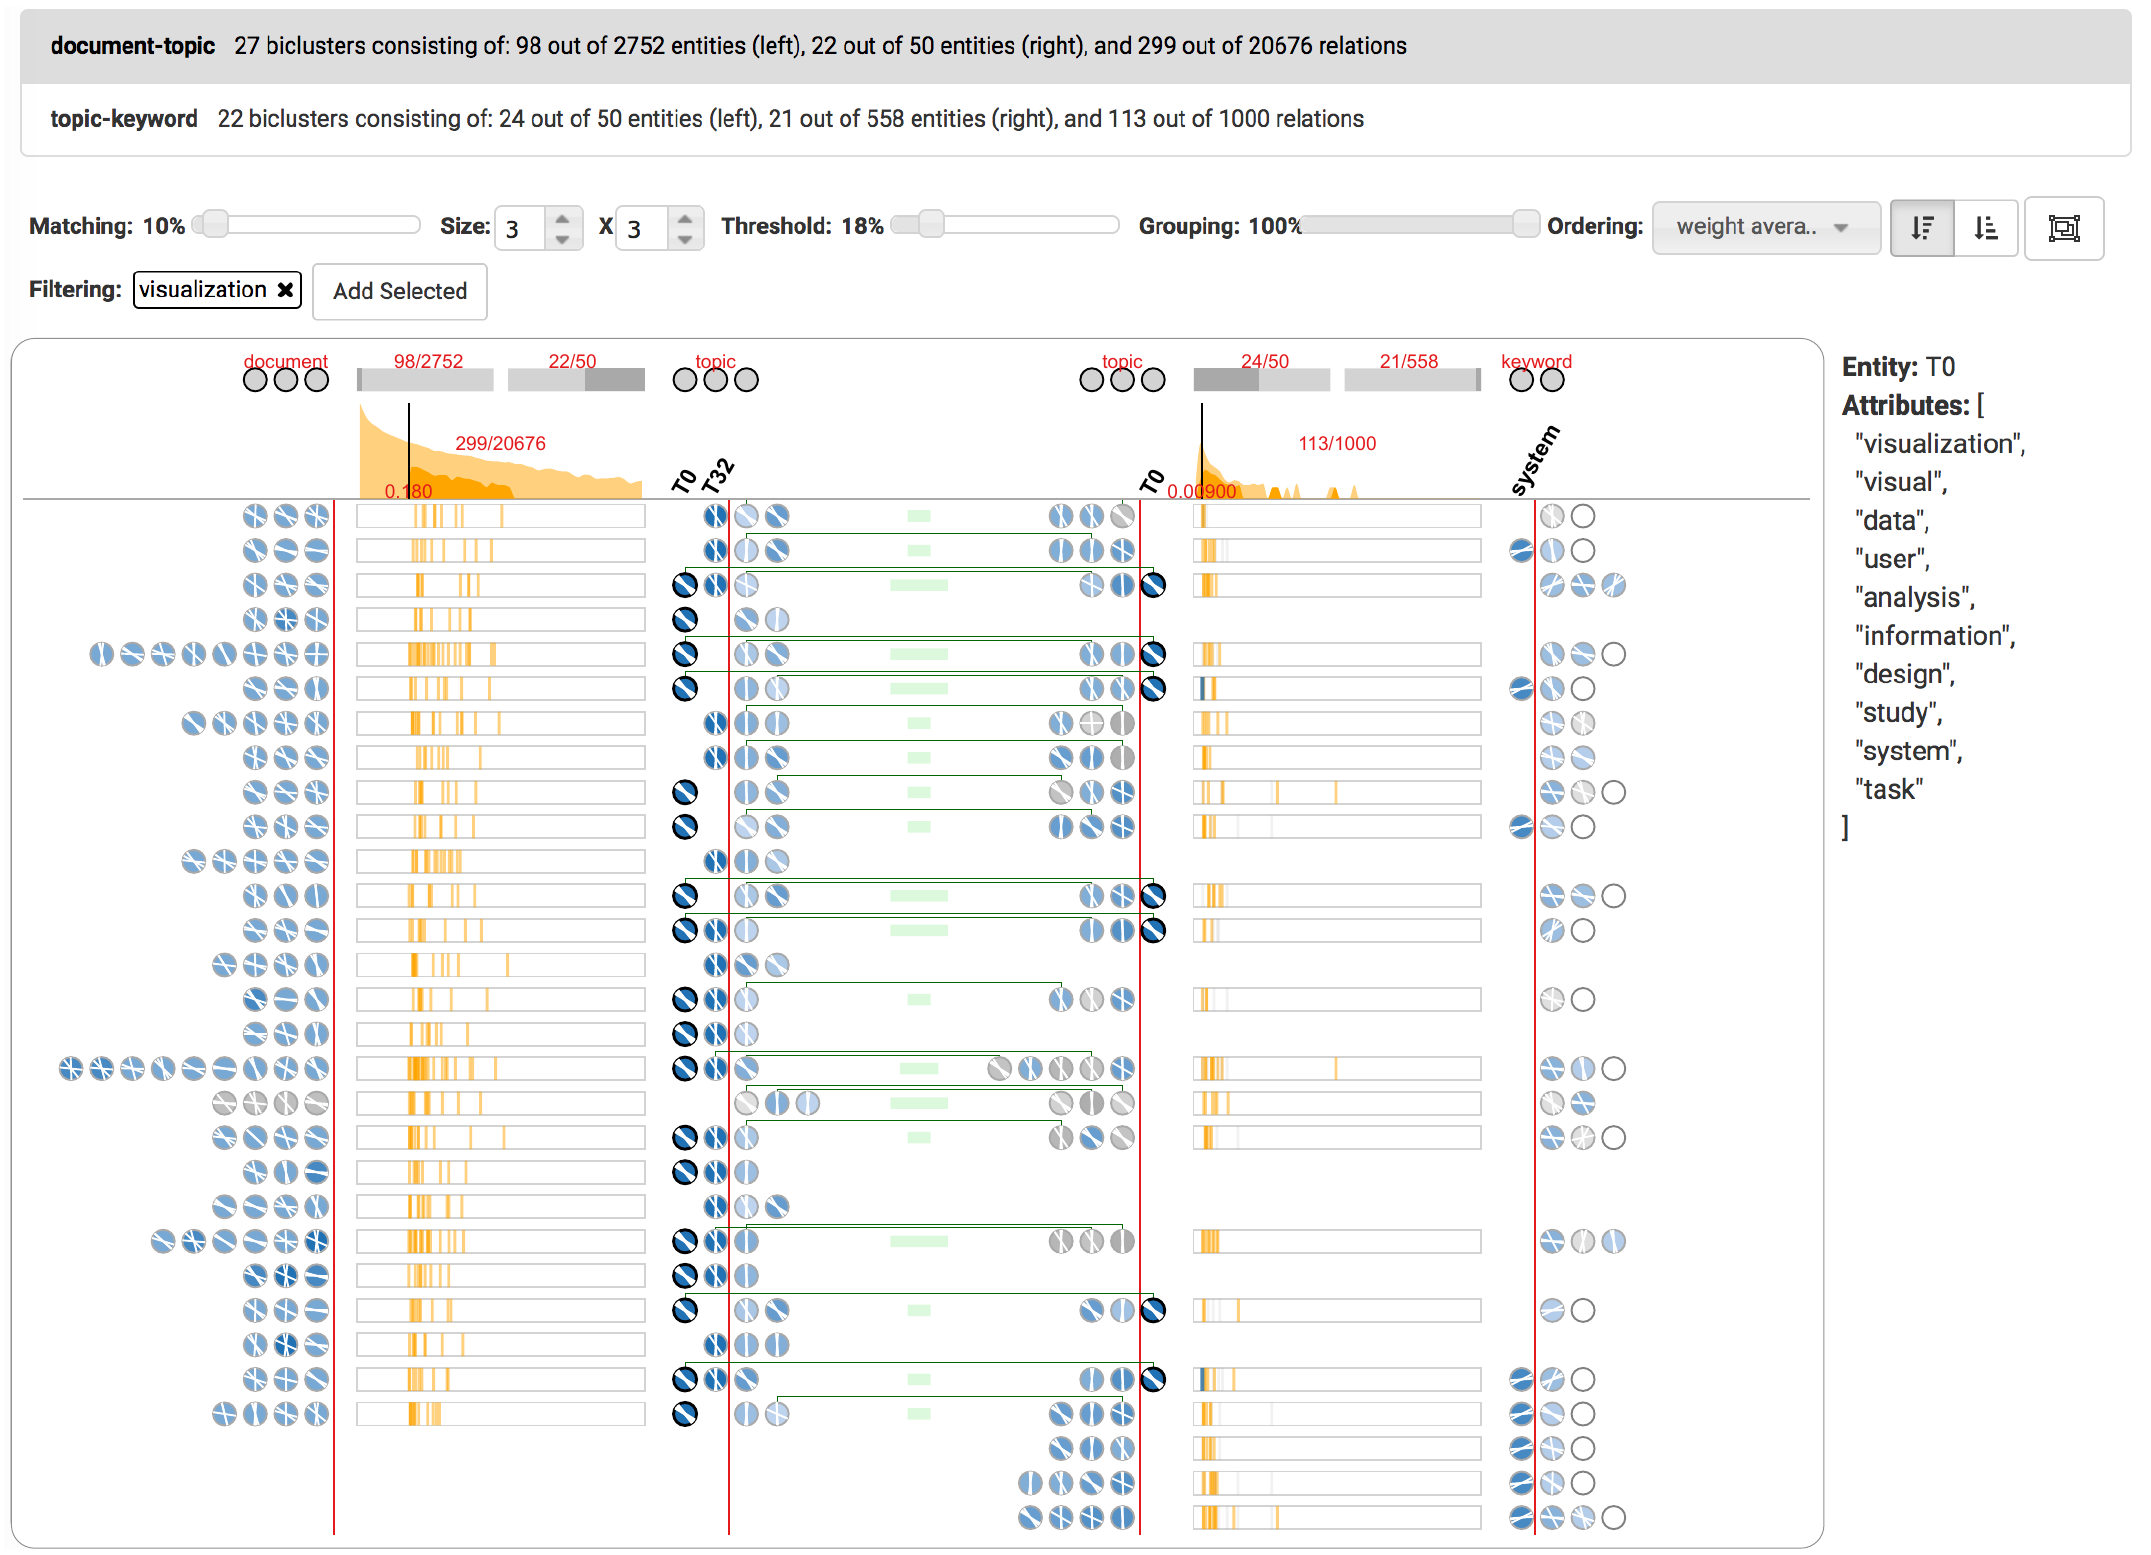 document-topic 27 biclusters consisting of: 98 out of 2752 entities (left), 22 out of 50 entities (right), and 299 out of 20676 relations
topic-keyword 22 biclusters consisting of: 24 out of 50 entities (left), 21 out of 558 entities (right), and 113 out of 1000 relations
Matching: 10% Size: 3 X 3 Threshold: 18% Grouping: 100% Ordering: weight avera..
Filtering: visualization ✖ Add Selected
document 98/2752 22/50 topic topic 24/50 21/558 keyword
299/20676 113/1000
0.180 T0 T32 T0 0.00900 system
Entity: T0
Attributes: [
"visualization",
"visual",
"data",
"user",
"analysis",
"information",
"design",
"study",
"system",
"task"
]